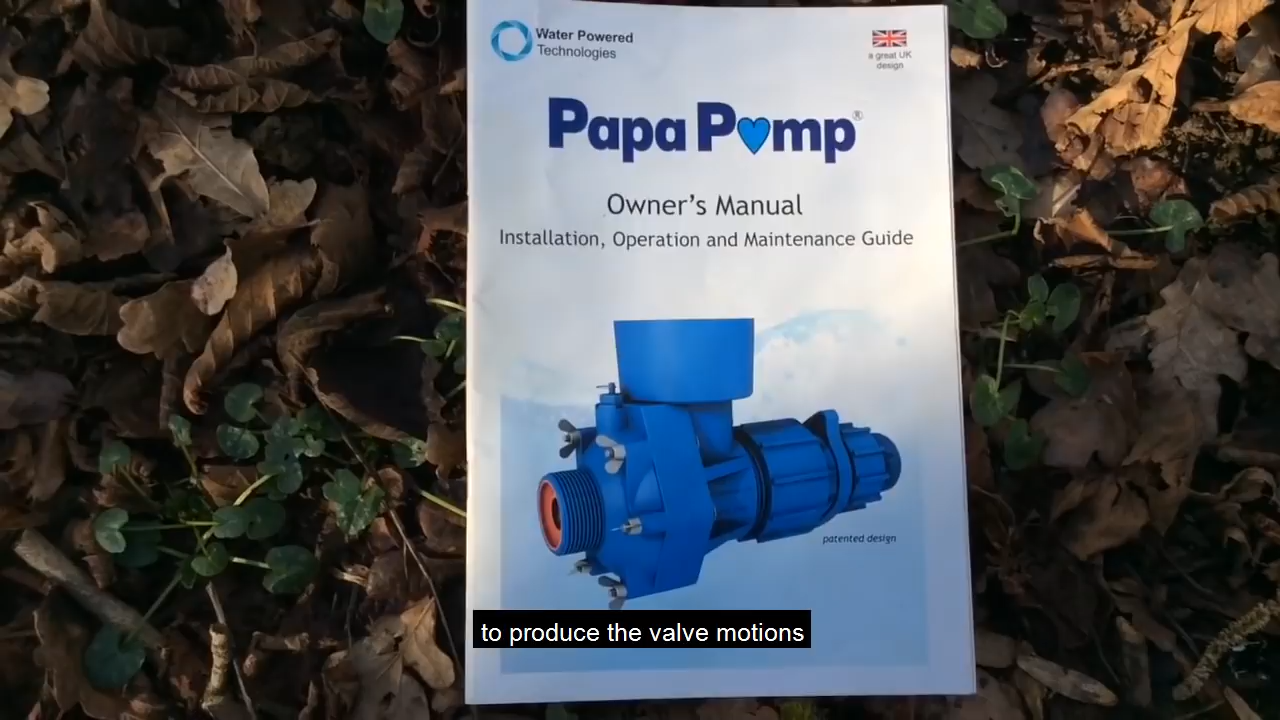 Water Powered
Technologies
a great UK
design
Papa Pump®
Owner's Manual
Installation, Operation and Maintenance Guide
patented design
to produce the valve motions